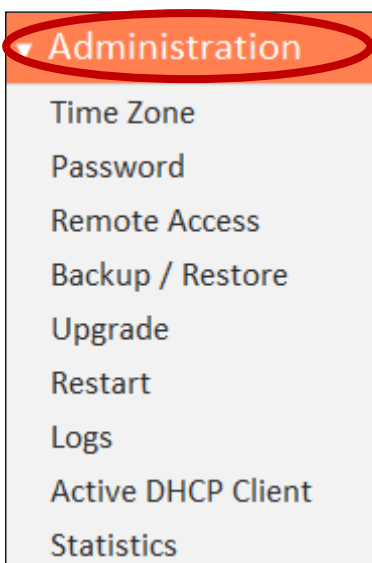 Administration
Time Zone
Password
Remote Access
Backup / Restore
Upgrade
Restart
Logs
Active DHCP Client
Statistics